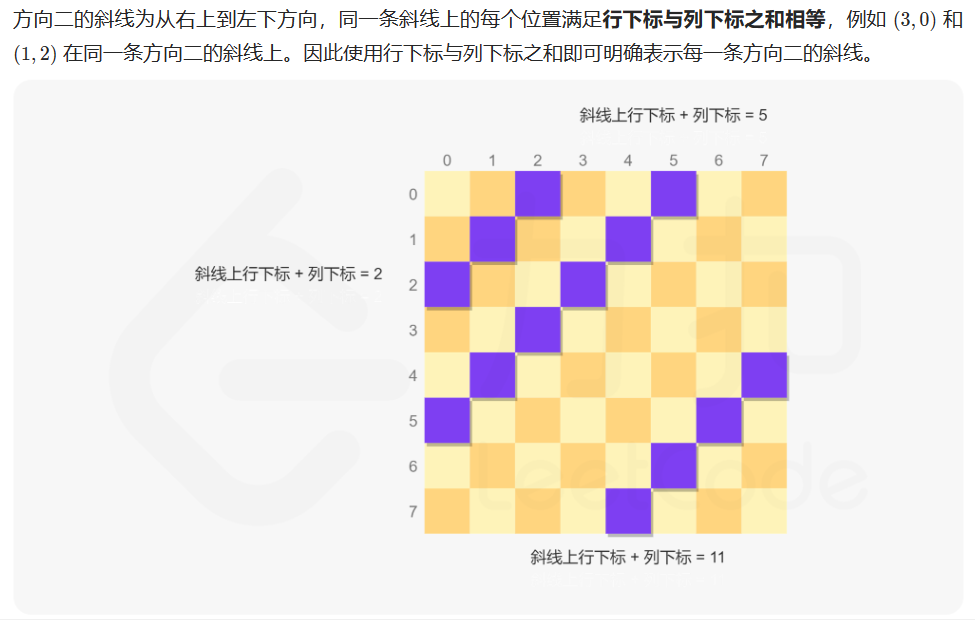 方向二的斜线为从右上到左下方向，同一条斜线上的每个位置满足行下标与列下标之和相等，例如 (3,0) 和
(1,2) 在同一条方向二的斜线上。因此使用行下标与列下标之和即可明确表示每一条方向二的斜线。
斜线上行下标 + 列下标 = 5
0 1 2 3 4 5 6 7
0
1
斜线上行下标 + 列下标 = 2
2
3
4
5
6
LeetCode
7
斜线上行下标 + 列下标 = 11